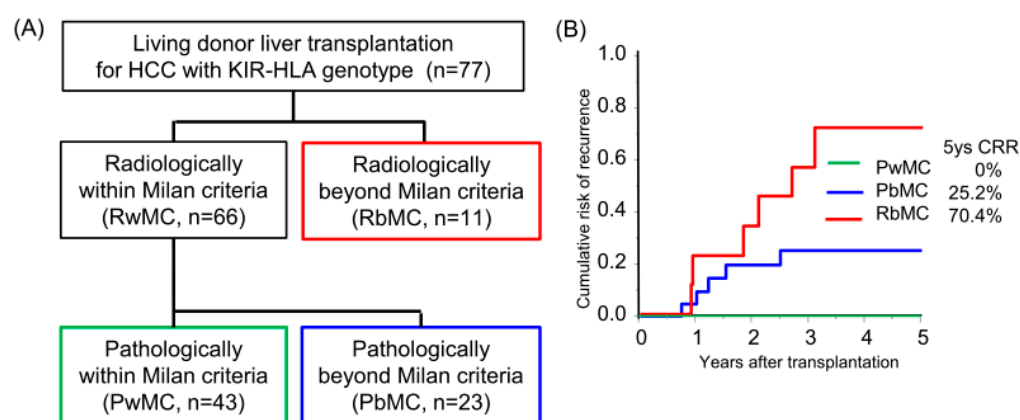 (A)
Living donor liver transplantation
for HCC with KIR-HLA genotype (n=77)
Radiologically
within Milan criteria
(RwMC, n=66)
Radiologically
beyond Milan criteria
(RbMC, n=11)
Pathologically
within Milan criteria
(PwMC, n=43)
Pathologically
beyond Milan criteria
(PbMC, n=23)
(B)
Cumulative risk of recurrence
1.0
0.8
0.6
0.4
0.2
0.0
5ys CRR
PwMC 0%
PbMC 25.2%
RbMC 70.4%
0 1 2 3 4 5
Years after transplantation